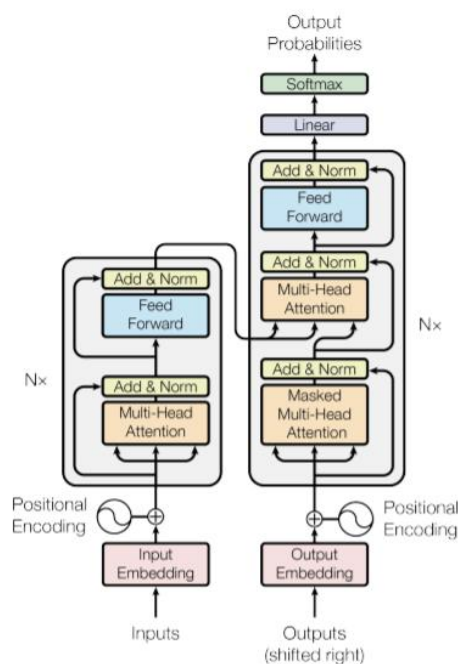 Output
Probabilities
Softmax
Linear
Add & Norm
Feed
Forward
Add & Norm
Multi-Head
Attention
Add & Norm
Masked
Multi-Head
Attention
Nx
Add & Norm
Feed
Forward
Add & Norm
Multi-Head
Attention
Nx
Positional
Encoding
Positional
Encoding
Input
Embedding
Output
Embedding
Inputs
Outputs
(shifted right)